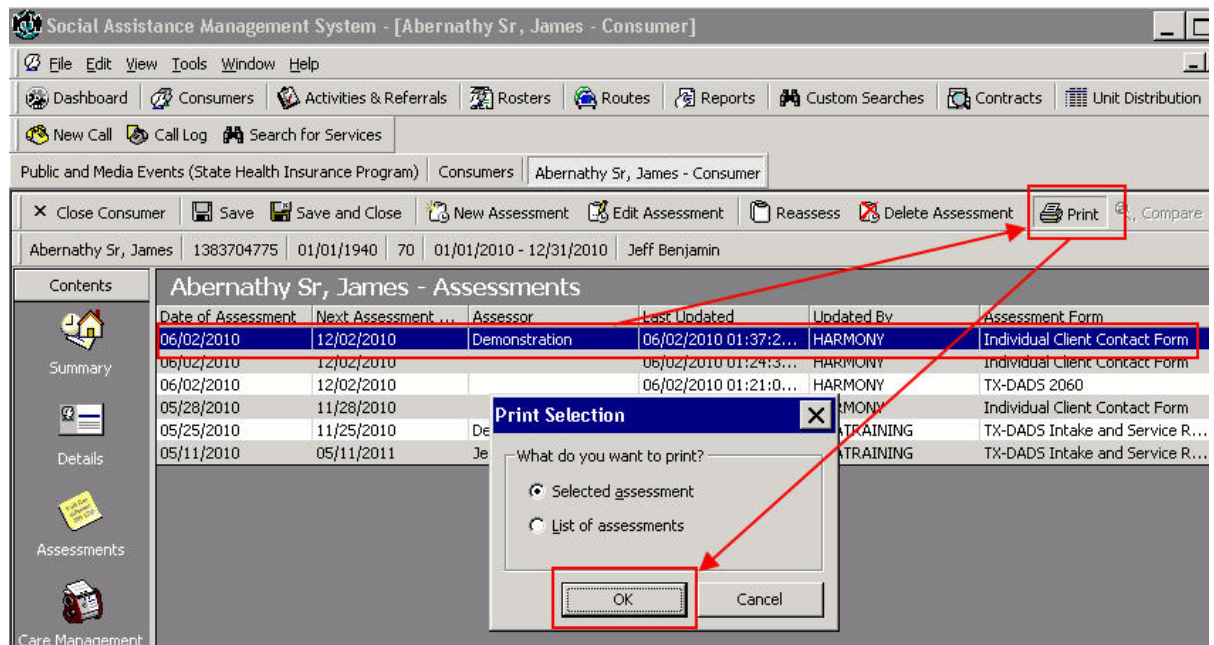 Social Assistance Management System - [Abernathy Sr, James - Consumer]
File Edit View Tools Window Help
Dashboard Consumers Activities & Referrals Rosters Routes Reports Custom Searches Contracts Unit Distribution
New Call Call Log Search for Services
Public and Media Events (State Health Insurance Program) Consumers Abernathy Sr, James - Consumer
Close Consumer Save Save and Close New Assessment Edit Assessment Reassess Delete Assessment Print Compare
Abernathy Sr, James 1383704775 01/01/1940 70 01/01/2010 - 12/31/2010 Jeff Benjamin
Contents Abernathy Sr, James - Assessments
Date of Assessment Next Assessment ... Assessor Last Updated Updated By Assessment Form
06/02/2010 12/02/2010 Demonstration 06/02/2010 01:37:2... HARMONY Individual Client Contact Form
06/02/2010 12/02/2010 06/02/2010 01:24:3... HARMONY Individual Client Contact Form
06/02/2010 12/02/2010 06/02/2010 01:21:0... HARMONY TX-DADS 2060
05/28/2010 11/28/2010 RMONY Individual Client Contact Form
05/25/2010 11/25/2010 De ATRAINING TX-DADS Intake and Service R...
05/11/2010 05/11/2011 Je ATRAINING TX-DADS Intake and Service R...
Summary
Details
Assessments
Care Management
Print Selection
What do you want to print?
Selected assessment
List of assessments
OK Cancel